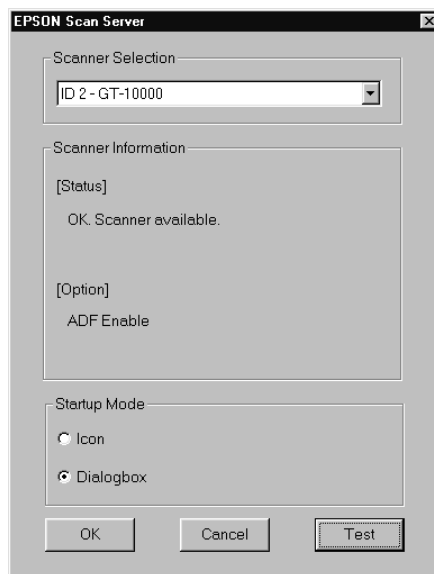 EPSON Scan Server
Scanner Selection
ID 2 - GT-10000
Scanner Information
[Status]
OK. Scanner available.
[Option]
ADF Enable
Startup Mode
Icon
Dialogbox
OK Cancel Test